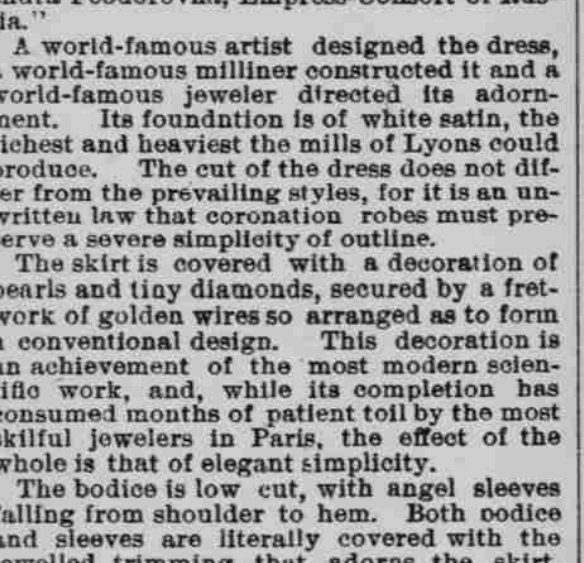 ia."
A world-famous artist designed the dress,
world-famous milliner constructed it and a
world-famous jeweler directed its adorn-
ment. Its foundntion is of white satin, the
richest and heaviest the mills of Lyons could
produce. The cut of the dress does not dif-
fer from the prevailing styles, for it is an un-
written law that coronation robes must pre-
serve a severe simplicity of outline.
The skirt is covered with a decoration of
pearls and tiny diamonds, secured by a fret-
work of golden wires so arranged as to form
conventional design. This decoration is
an achievement of the most modern scien-
tific work, and, while its completion has
consumed months of patient toil by the most
skilful jewelers in Paris, the effect of the
whole is that of elegant simplicity.
The bodice is low cut, with angel sleeves
falling from shoulder to hem. Both bodice
and sleeves are literally covered with the
jewelled trimming that adorns the skirt.